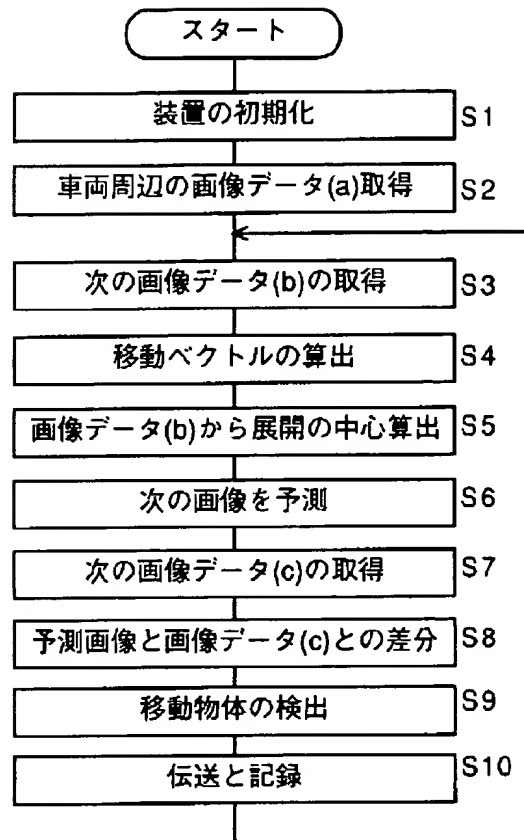 スタート
装置の初期化 S1
車両周辺の画像データ(a)取得 S2
次の画像データ(b)の取得 S3
移動ベクトルの算出 S4
画像データ(b)から展開の中心算出 S5
次の画像を予測 S6
次の画像データ(c)の取得 S7
予測画像と画像データ(c)との差分 S8
移動物体の検出 S9
伝送と記録 S10